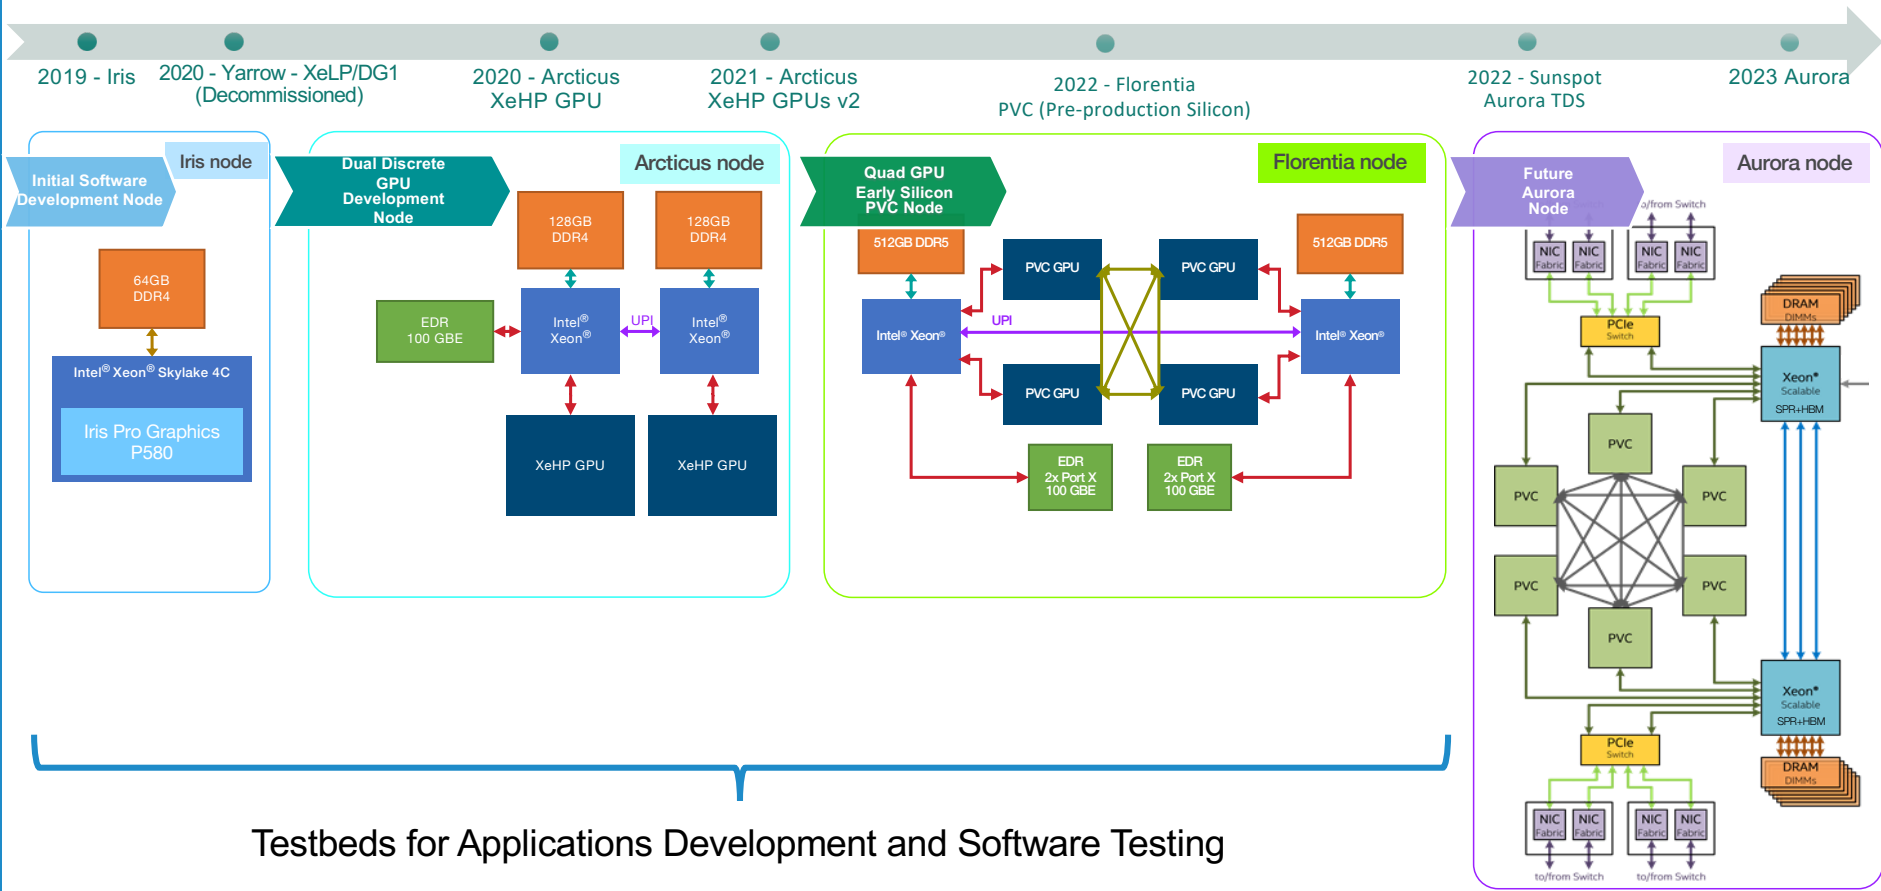 2019 - Iris
2020 - Yarrow - XeLP/DG1
(Decommissioned)
2020 - Arcticus
XeHP GPU
2021 - Arcticus
XeHP GPUs v2
2022 - Florentia
PVC (Pre-production Silicon)
2022 - Sunspot
Aurora TDS
2023 Aurora
Initial Software
Development Node
Iris node
64GB
DDR4
Intel® Xeon® Skylake 4C
Iris Pro Graphics
P580
Dual Discrete
GPU
Development
Node
Arcticus node
128GB
DDR4
128GB
DDR4
EDR
100 GBE
Intel®
Xeon®
UPI
Intel®
Xeon®
XeHP GPU
XeHP GPU
Quad GPU
Early Silicon
PVC Node
Florentia node
512GB DDR5
PVC GPU
PVC GPU
512GB DDR5
Intel® Xeon®
UPI
Intel® Xeon®
PVC GPU
PVC GPU
EDR
2x Port X
100 GBE
EDR
2x Port X
100 GBE
Future
Aurora
Node
Aurora node
Switch
to/from Switch
NIC
Fabric
NIC
Fabric
NIC
Fabric
NIC
Fabric
PCIe
Switch
DRAM
DIMMs
Xeon®
Scalable
SPR+HBM
PVC
PVC
PVC
PVC
PVC
PVC
Xeon®
Scalable
SPR+HBM
PCIe
Switch
DRAM
DIMMs
NIC
Fabric
NIC
Fabric
NIC
Fabric
NIC
Fabric
to/from Switch
to/from Switch
Testbeds for Applications Development and Software Testing